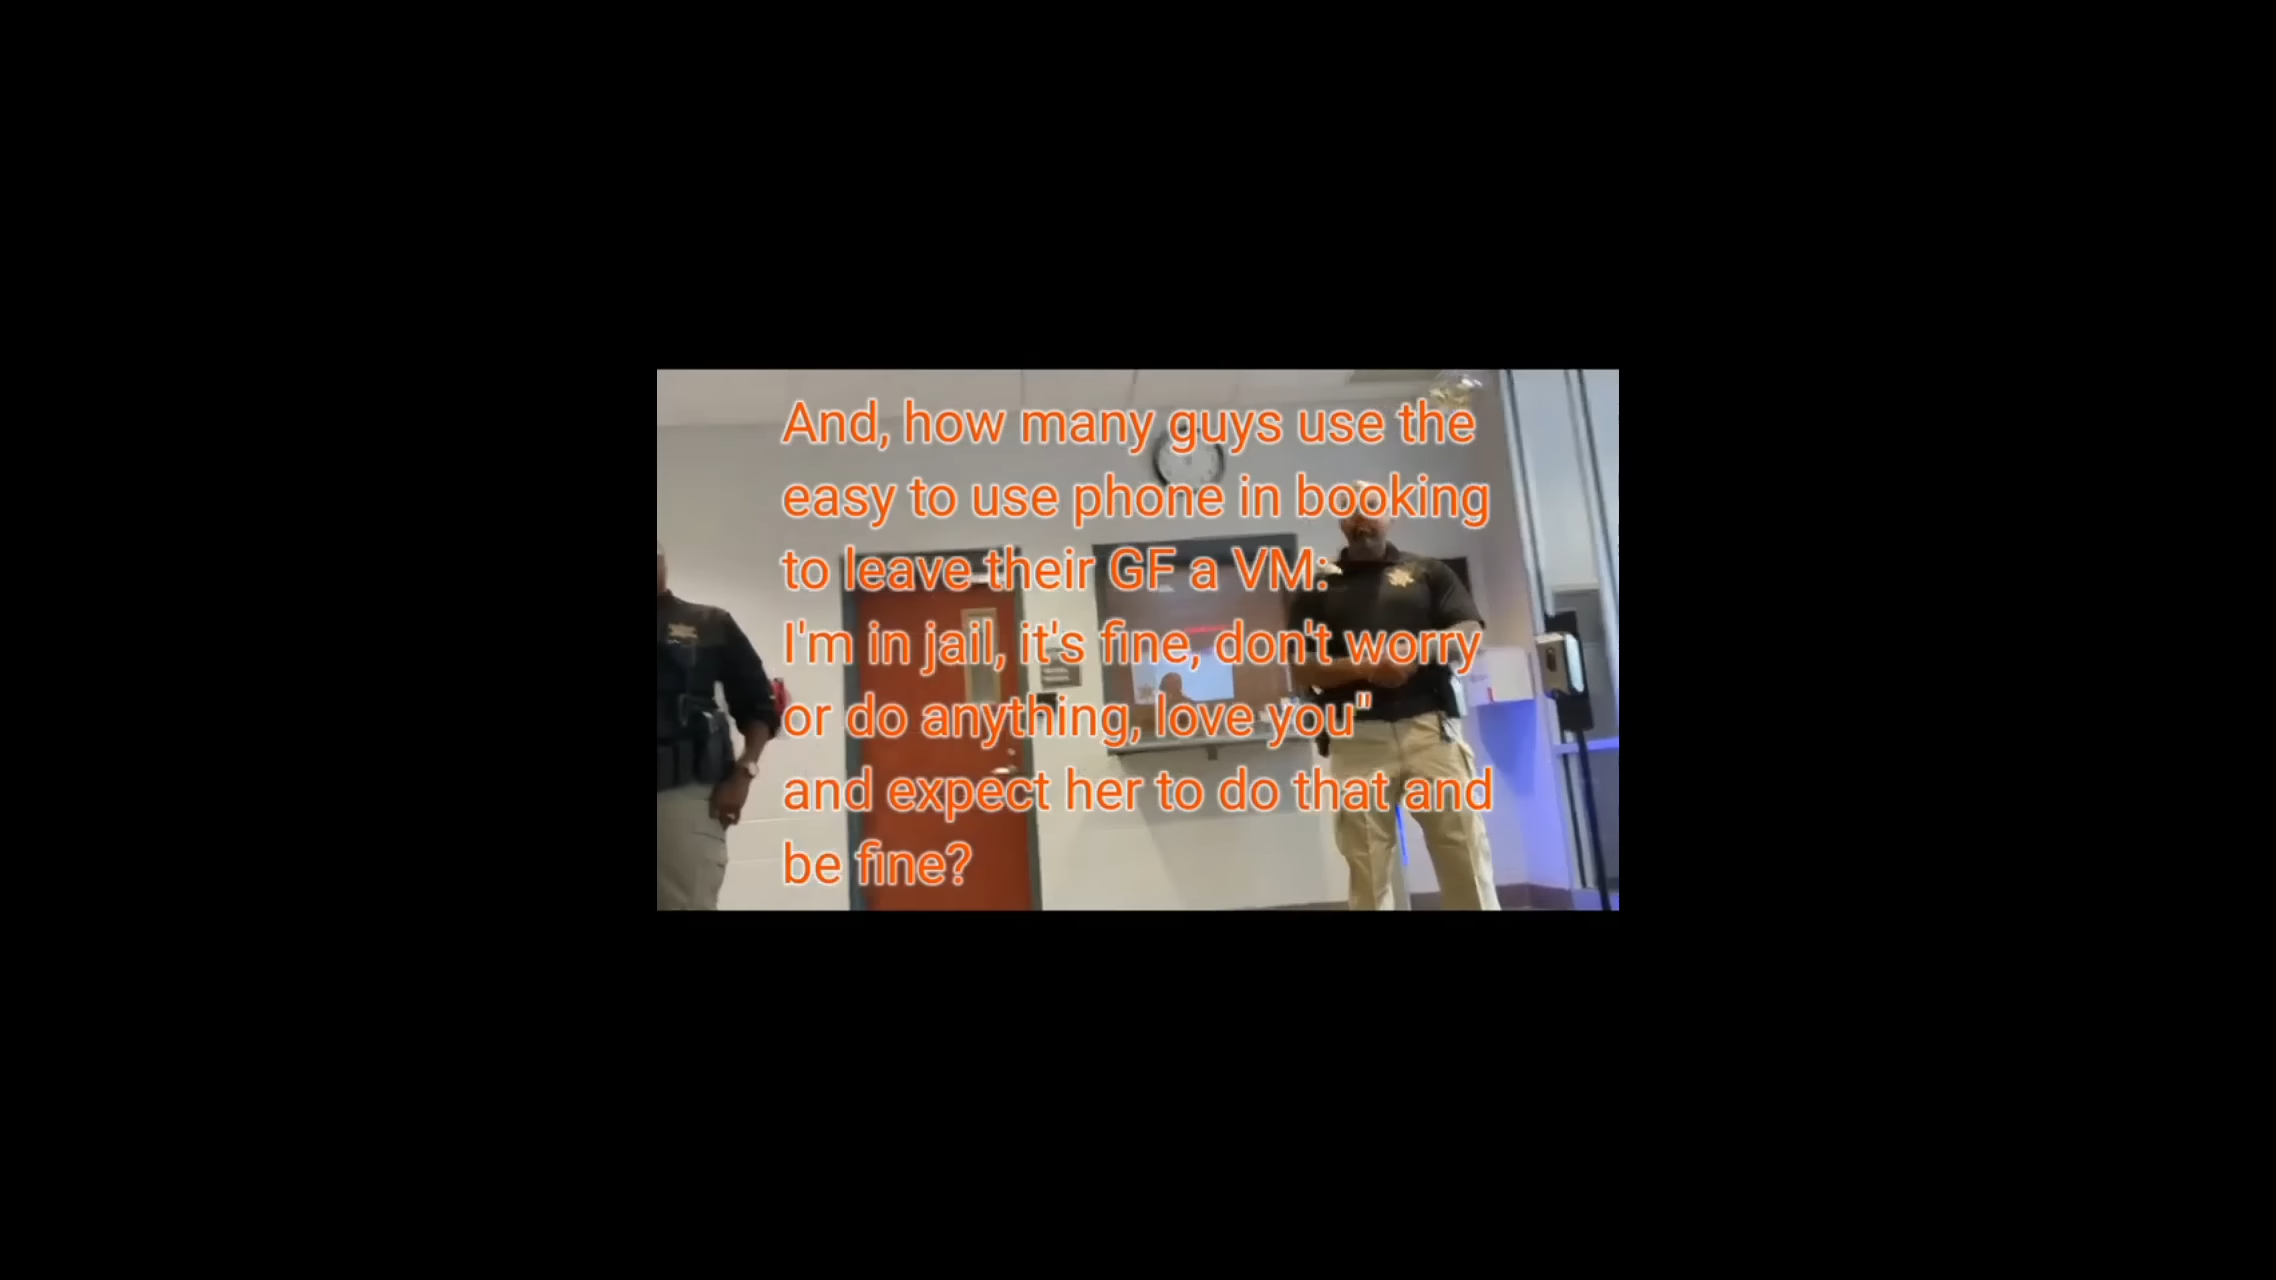 And, how many guys use the
easy to use phone in booking
to leave their GF a VM:
I'm in jail, it's fine, don't worry
or do anything, love you"
and expect her to do that and
be fine?